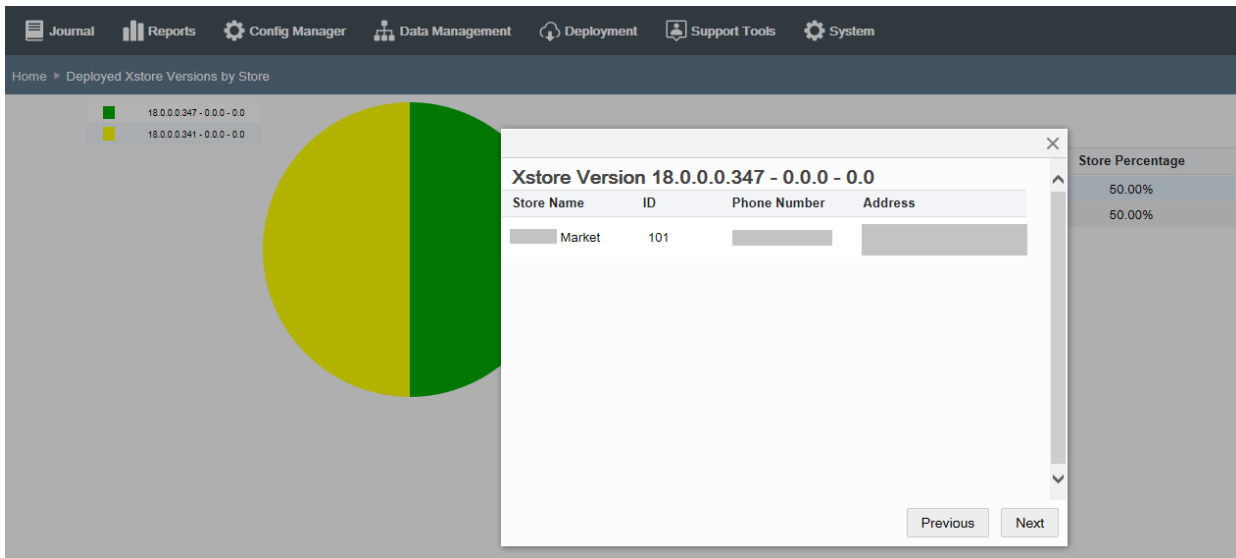 Journal Reports Config Manager Data Management Deployment Support Tools System
Home Deployed Xstore Versions by Store
18.0.0.0.347 - 0.0.0 - 0.0
18.0.0.0.341 - 0.0.0 - 0.0
Store Percentage
50.00%
50.00%
Xstore Version 18.0.0.0.347 - 0.0.0 - 0.0
Store Name ID Phone Number Address
Market 101
Previous Next